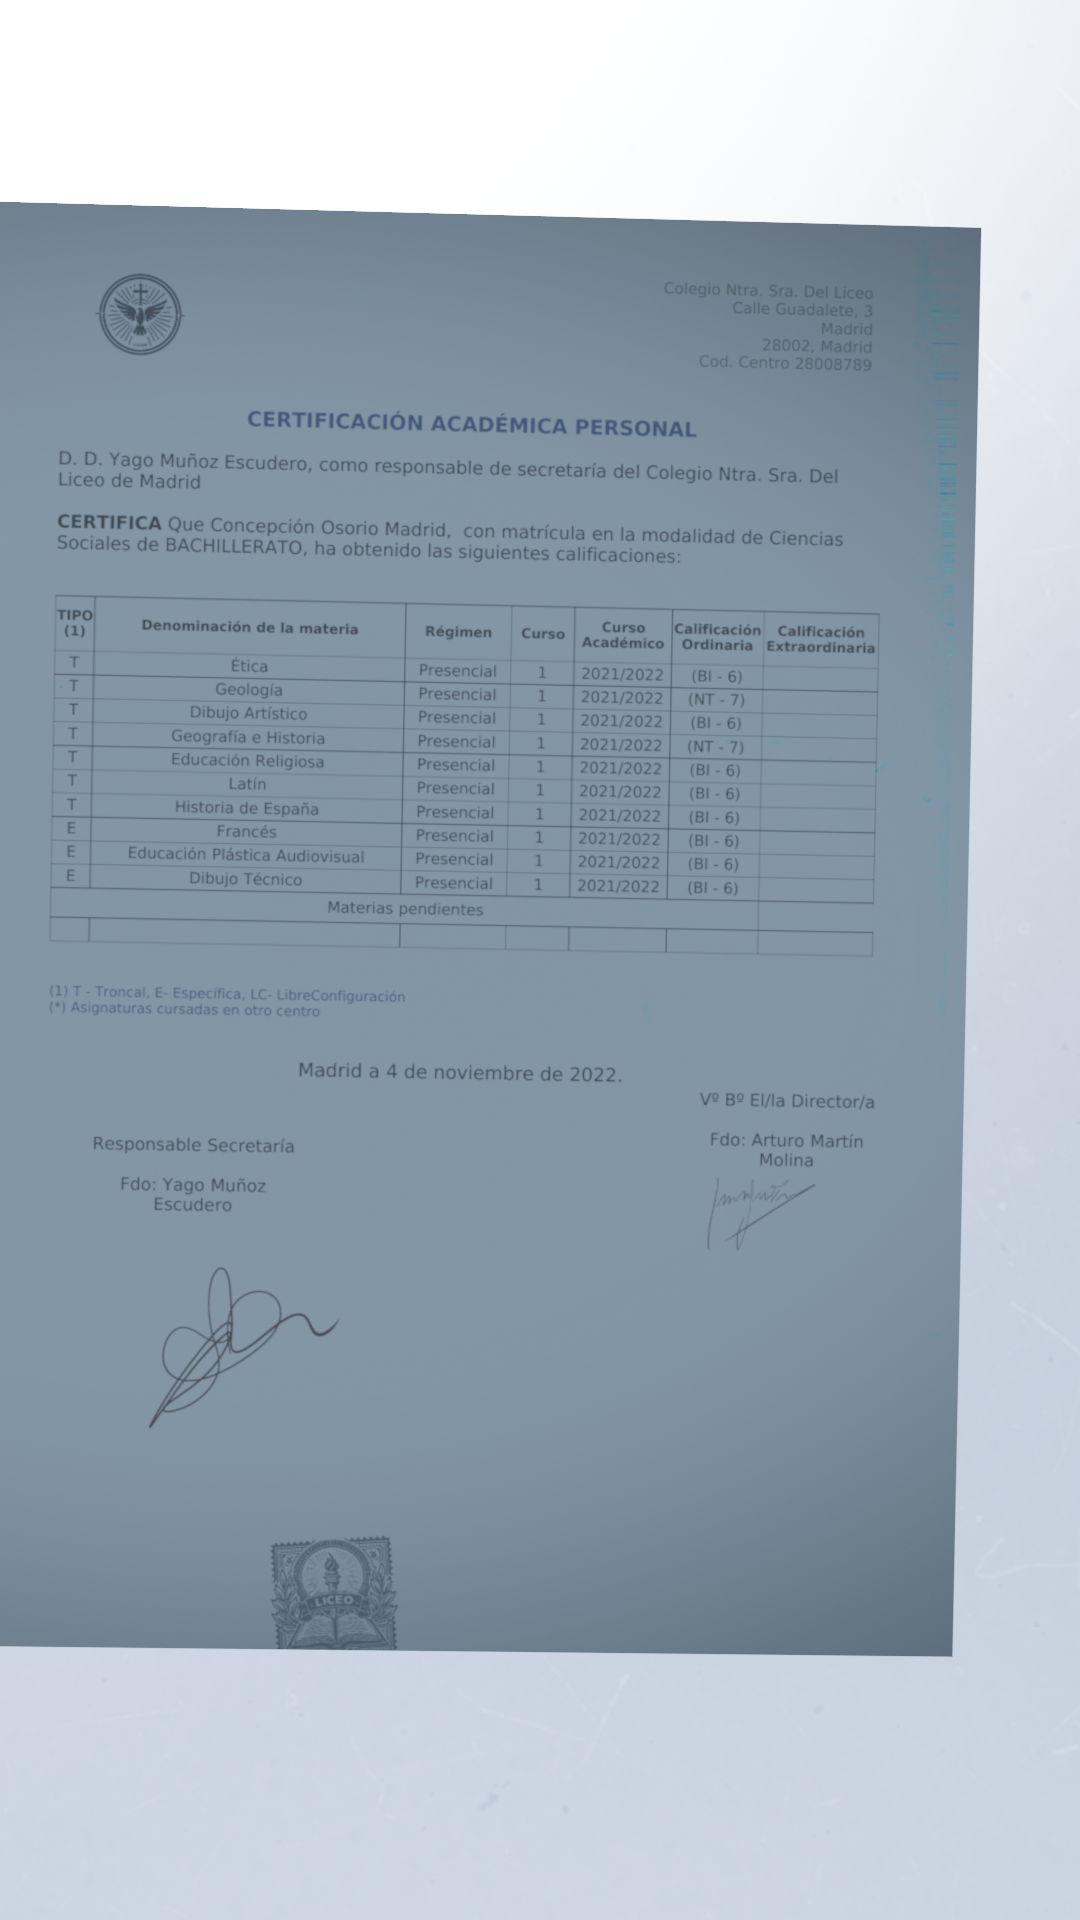 Colegio Ntra. Sra. Del Liceo
Calle Guadalete, 3
Madrid
28002, Madrid
Cod. Centro 28008789
CERTIFICACIÓN ACADÉMICA PERSONAL
D. D. Yago Muñoz Escudero, como responsable de secretaría del Colegio Ntra. Sra. Del
Liceo de Madrid
CERTIFICA Que Concepción Osorio Madrid, con matrícula en la modalidad de Ciencias
Sociales de BACHILLERATO, ha obtenido las siguientes calificaciones:
TIPO (1) Denominación de la materia Régimen Curso Curso Académico Calificación Ordinaria Calificación Extraordinaria
T Ética Presencial 1 2021/2022 (BI - 6)
T Geología Presencial 1 2021/2022 (NT - 7)
T Dibujo Artístico Presencial 1 2021/2022 (BI - 6)
T Geografía e Historia Presencial 1 2021/2022 (NT - 7)
T Educación Religiosa Presencial 1 2021/2022 (BI - 6)
T Latín Presencial 1 2021/2022 (BI - 6)
T Historia de España Presencial 1 2021/2022 (BI - 6)
E Francés Presencial 1 2021/2022 (BI - 6)
E Educación Plástica Audiovisual Presencial 1 2021/2022 (BI - 6)
E Dibujo Técnico Presencial 1 2021/2022 (BI - 6)
Materias pendientes
(1) T - Troncal, E- Específica, LC- LibreConfiguración
(*) Asignaturas cursadas en otro centro
Madrid a 4 de noviembre de 2022.
Vº Bº El/la Director/a
Responsable Secretaría
Fdo: Arturo Martín
Molina
Fdo: Yago Muñoz
Escudero
LICEO